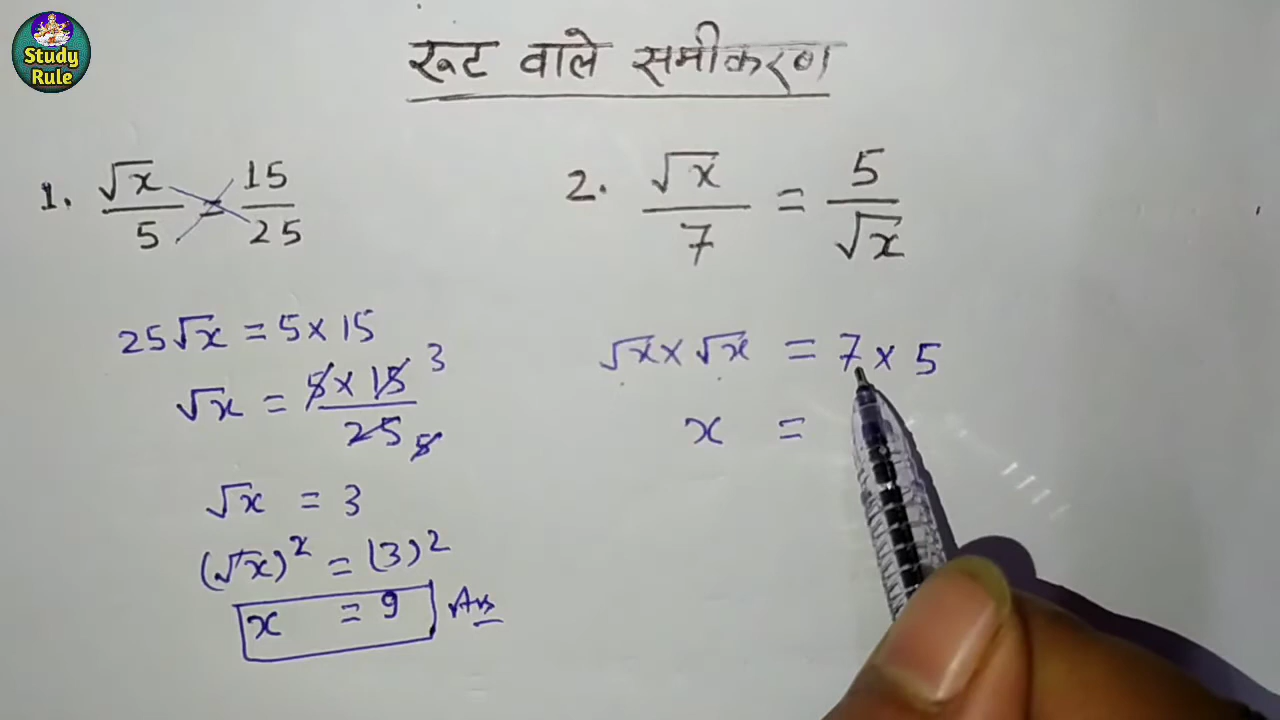 Study
Rule
रूट वाले समीकरण
1. √x/5 = 15/25
25√x = 5 × 15
√x = 5 × 15 3 / 25 5
√x = 3
(√x)² = (3)²
x = 9 Ans
2. √x/7 = 5/√x
√x × √x = 7 × 5
x =